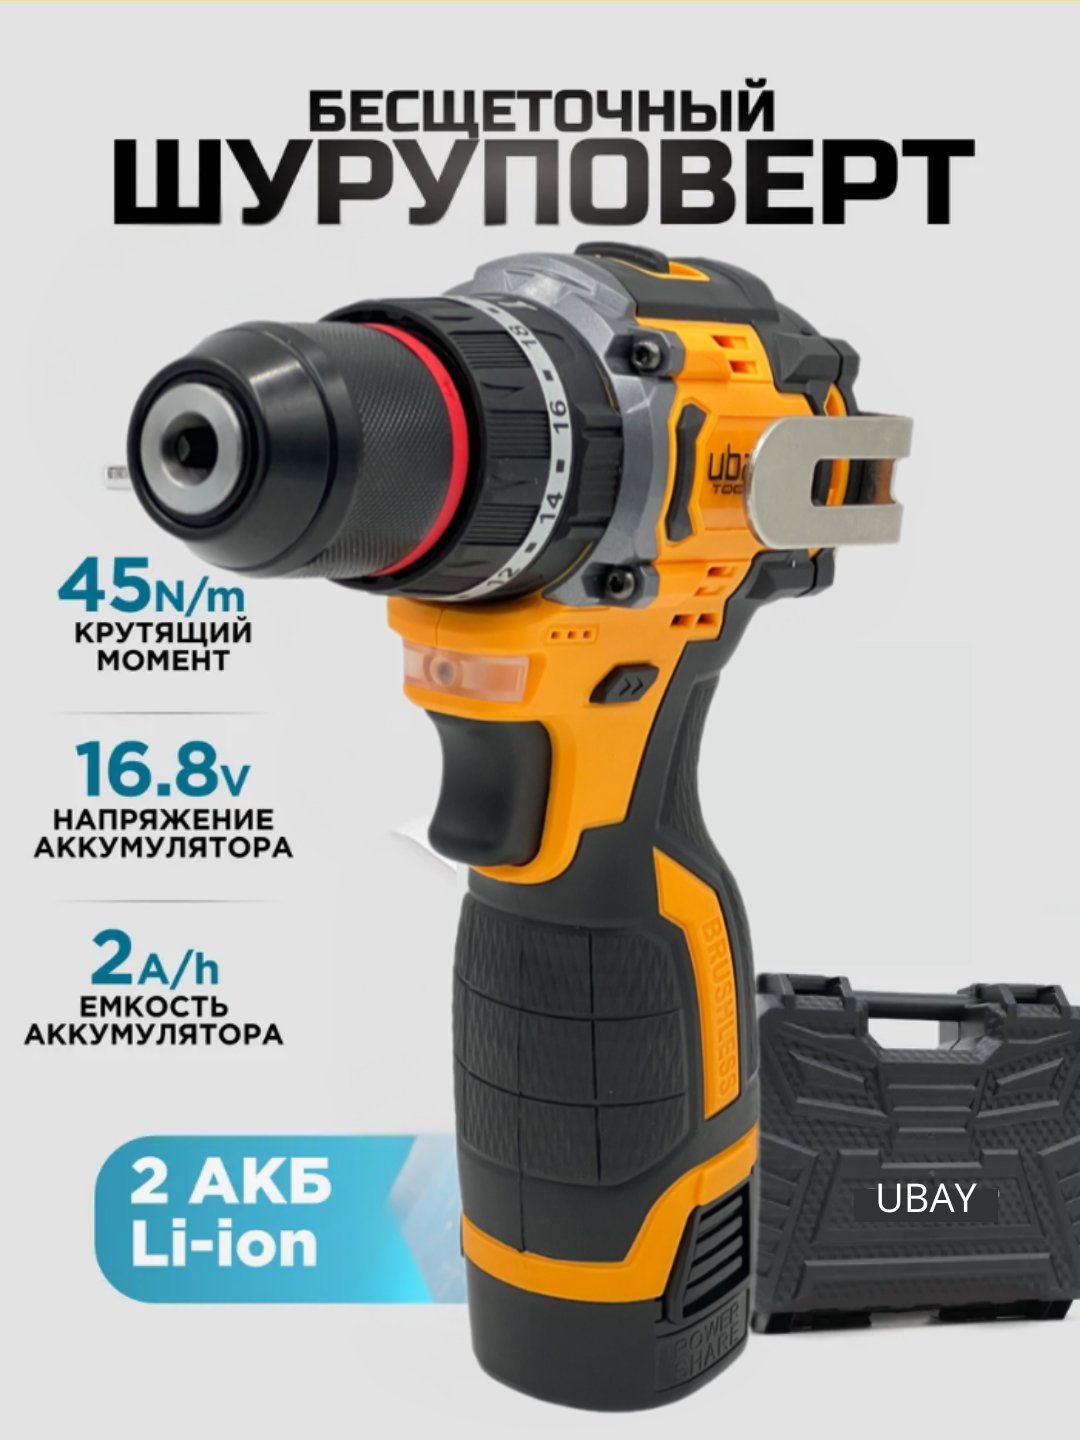 БЕСЩЕТОЧНЫЙ
ШУРУПОВЕРТ
18
16
14
12
45N/m
КРУТЯЩИЙ
МОМЕНТ
16.8V
НАПРЯЖЕНИЕ
АККУМУЛЯТОРА
2A/h
ЕМКОСТЬ
АККУМУЛЯТОРА
BRUSHLESS
2 АКБ
Li-ion
UBAY
POWER
SHARE